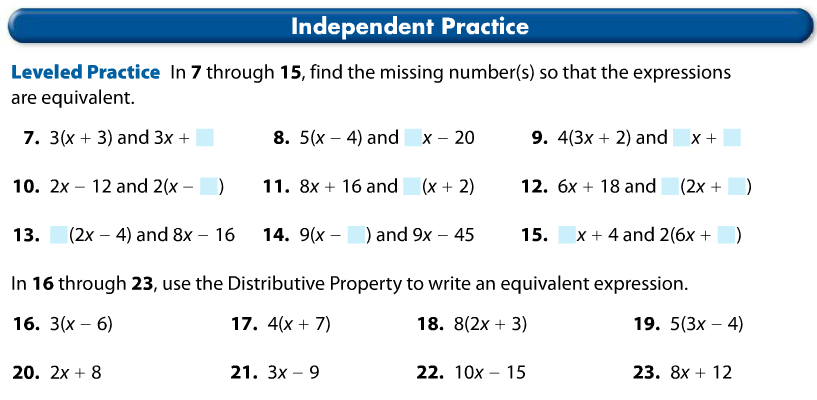 Independent Practice
Leveled Practice In 7 through 15, find the missing number(s) so that the expressions
are equivalent.
7. 3(x + 3) and 3x + □ 8. 5(x − 4) and □x − 20 9. 4(3x + 2) and □x + □
10. 2x − 12 and 2(x − □) 11. 8x + 16 and □(x + 2) 12. 6x + 18 and □(2x + □)
13. □(2x − 4) and 8x − 16 14. 9(x − □) and 9x − 45 15. □x + 4 and 2(6x + □)
In 16 through 23, use the Distributive Property to write an equivalent expression.
16. 3(x − 6) 17. 4(x + 7) 18. 8(2x + 3) 19. 5(3x − 4)
20. 2x + 8 21. 3x − 9 22. 10x − 15 23. 8x + 12